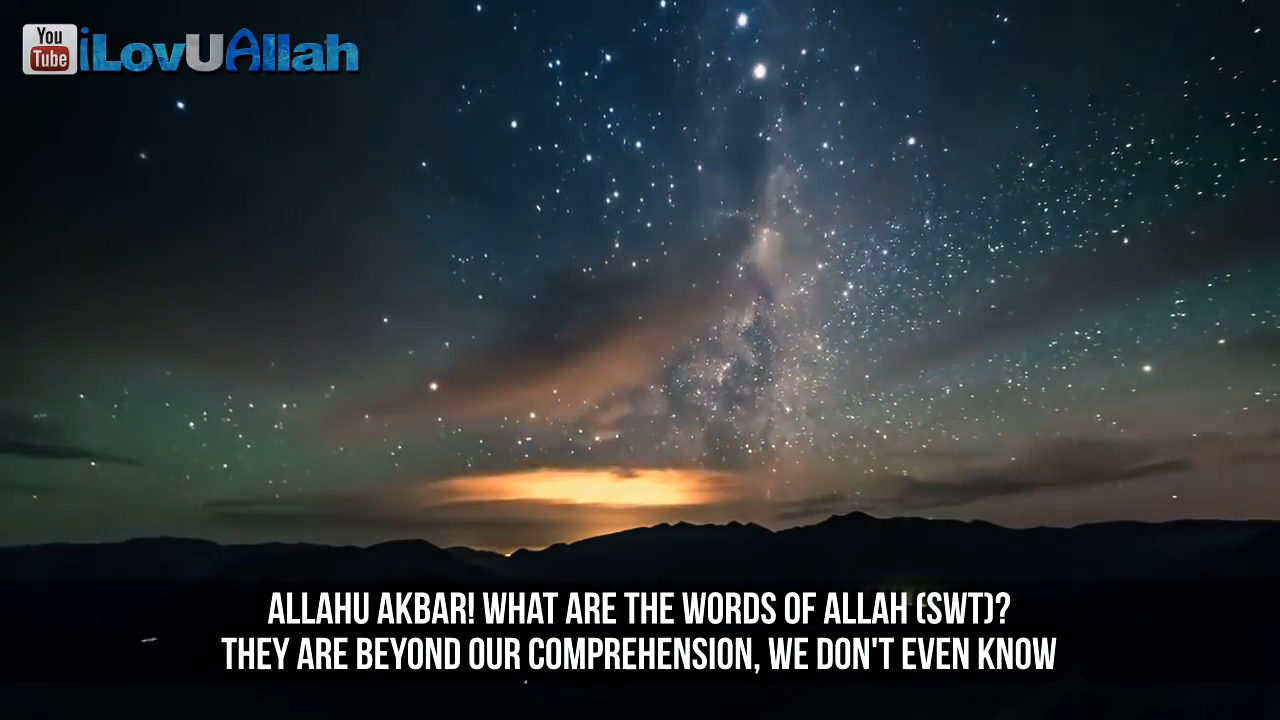 You Tube iLovUAllah
ALLAHU AKBAR! WHAT ARE THE WORDS OF ALLAH (SWT)?
THEY ARE BEYOND OUR COMPREHENSION, WE DON'T EVEN KNOW